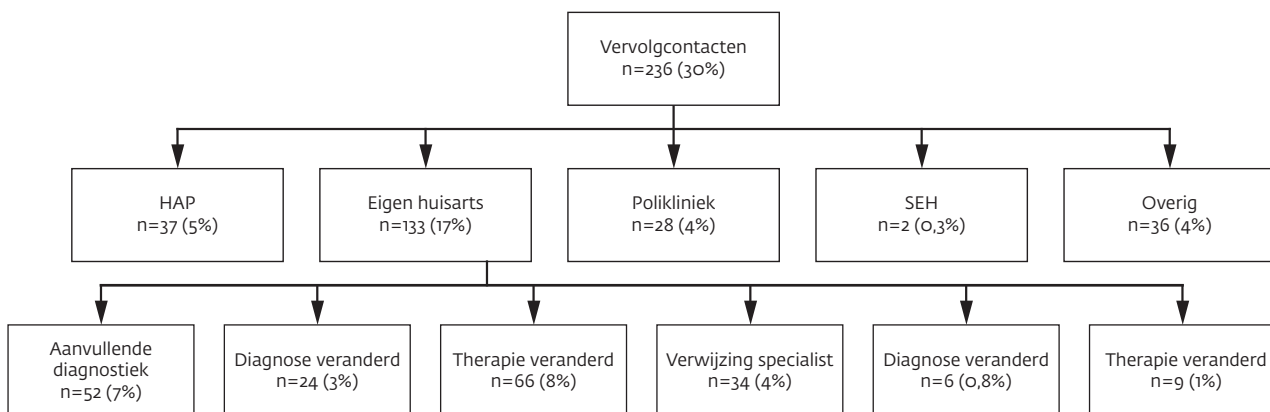 Vervolgcontacten
n=236 (30%)
HAP
n=37 (5%)
Eigen huisarts
n=133 (17%)
Polikliniek
n=28 (4%)
SEH
n=2 (0,3%)
Overig
n=36 (4%)
Aanvullende
diagnostiek
n=52 (7%)
Diagnose veranderd
n=24 (3%)
Therapie veranderd
n=66 (8%)
Verwijzing specialist
n=34 (4%)
Diagnose veranderd
n=6 (0,8%)
Therapie veranderd
n=9 (1%)